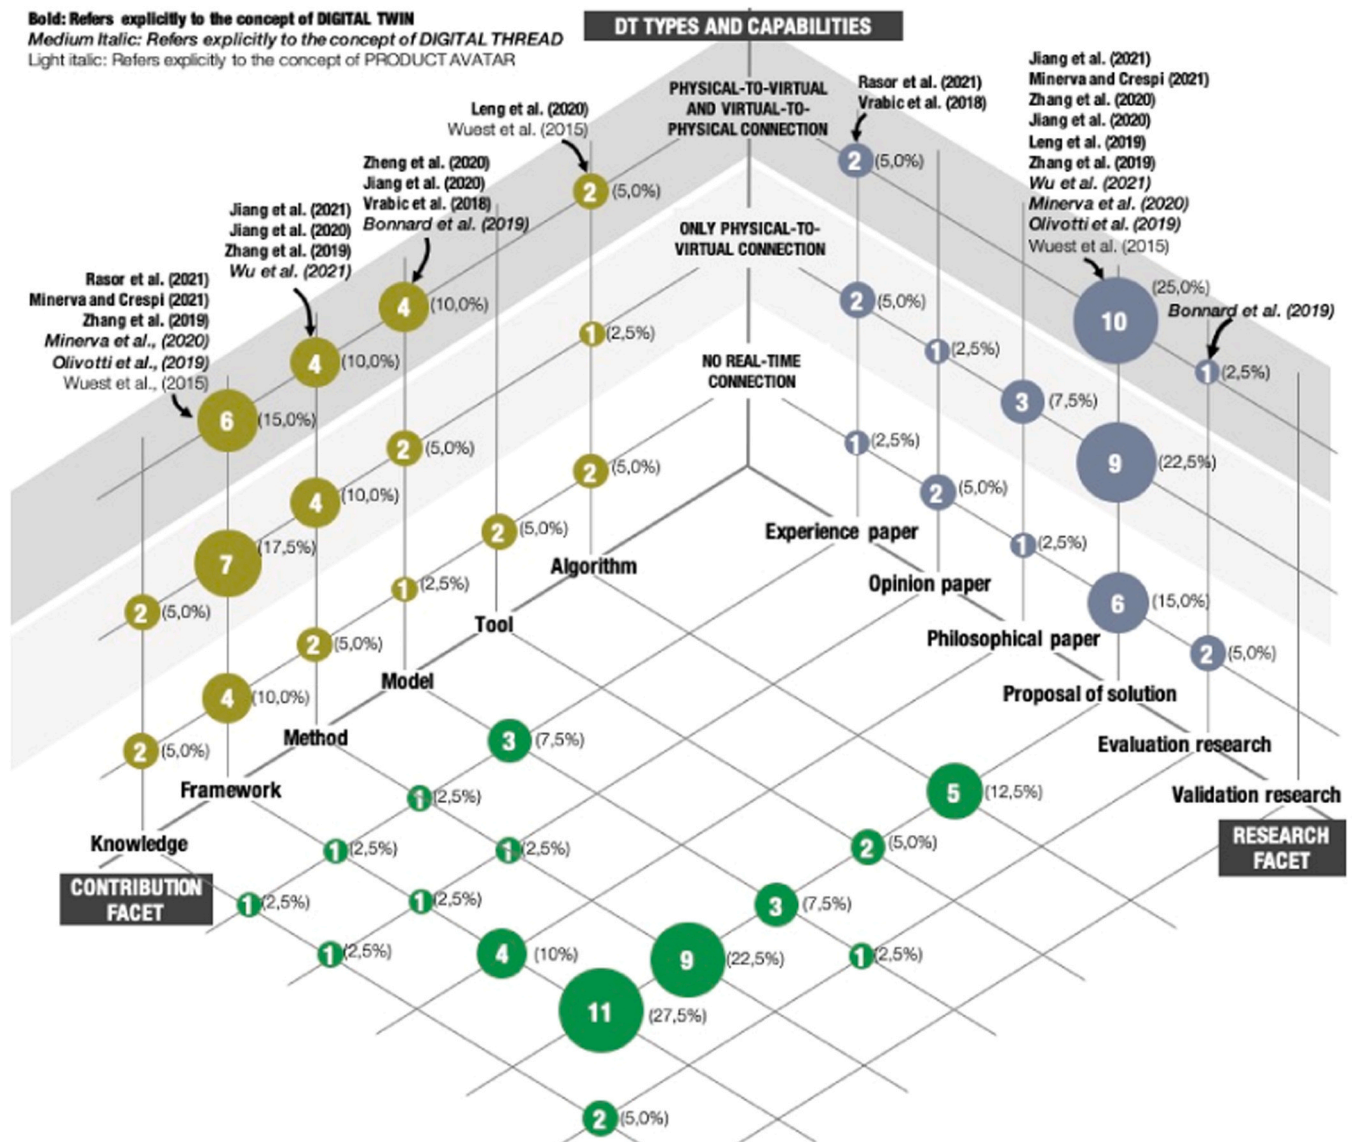 Bold: Refers explicitly to the concept of DIGITAL TWIN
Medium Italic: Refers explicitly to the concept of DIGITAL THREAD
Light italic: Refers explicitly to the concept of PRODUCT AVATAR
DT TYPES AND CAPABILITIES
PHYSICAL-TO-VIRTUAL
AND VIRTUAL-TO-
PHYSICAL CONNECTION
ONLY PHYSICAL-TO-
VIRTUAL CONNECTION
NO REAL-TIME
CONNECTION
Leng et al. (2020)
Wuest et al. (2015)
2 (5,0%)
Zheng et al. (2020)
Jiang et al. (2020)
Vrabic et al. (2018)
Bonnard et al. (2019)
4 (10,0%)
Jiang et al. (2021)
Jiang et al. (2020)
Zhang et al. (2019)
Wu et al. (2021)
4 (10,0%)
Rasor et al. (2021)
Minerva and Crespi (2021)
Zhang et al. (2019)
Minerva et al., (2020)
Olivotti et al., (2019)
Wuest et al., (2015)
6 (15,0%)
1 (2,5%)
2 (5,0%)
4 (10,0%)
7 (17,5%)
2 (5,0%)
2 (5,0%)
2 (5,0%)
1 (2,5%)
2 (5,0%)
4 (10,0%)
2 (5,0%)
Rasor et al. (2021)
Vrabic et al. (2018)
2 (5,0%)
Jiang et al. (2021)
Minerva and Crespi (2021)
Zhang et al. (2020)
Jiang et al. (2020)
Leng et al. (2019)
Zhang et al. (2019)
Wu et al. (2021)
Minerva et al. (2020)
Olivotti et al. (2019)
Wuest et al. (2015)
10 (25,0%)
Bonnard et al. (2019)
1 (2,5%)
2 (5,0%)
1 (2,5%)
3 (7,5%)
9 (22,5%)
1 (2,5%)
2 (5,0%)
1 (2,5%)
6 (15,0%)
2 (5,0%)
Algorithm
Tool
Model
Method
Framework
Knowledge
CONTRIBUTION
FACET
Experience paper
Opinion paper
Philosophical paper
Proposal of solution
Evaluation research
Validation research
RESEARCH
FACET
3 (7,5%)
1 (2,5%)
1 (2,5%)
1 (2,5%)
1 (2,5%)
1 (2,5%)
1 (2,5%)
5 (12,5%)
2 (5,0%)
3 (7,5%)
9 (22,5%)
4 (10%)
11 (27,5%)
1 (2,5%)
2 (5,0%)